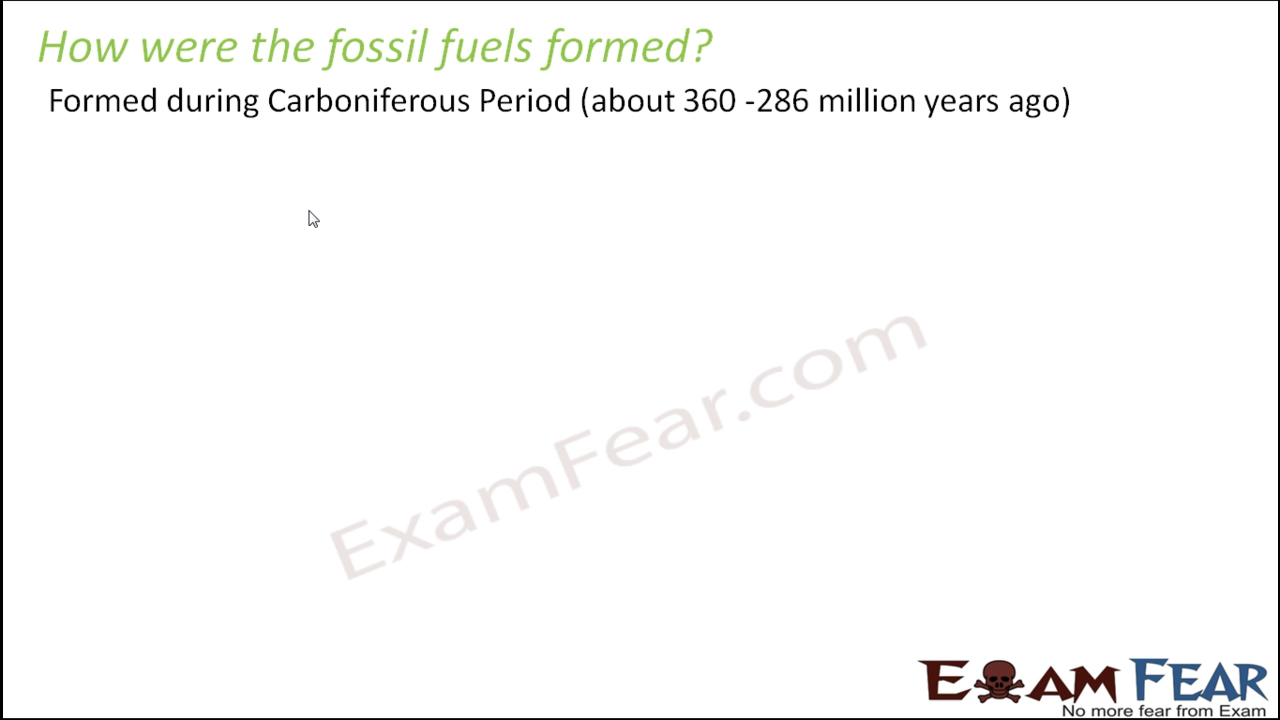 How were the fossil fuels formed?
Formed during Carboniferous Period (about 360 -286 million years ago)
ExamFear.com
EXAM FEAR
No more fear from Exam